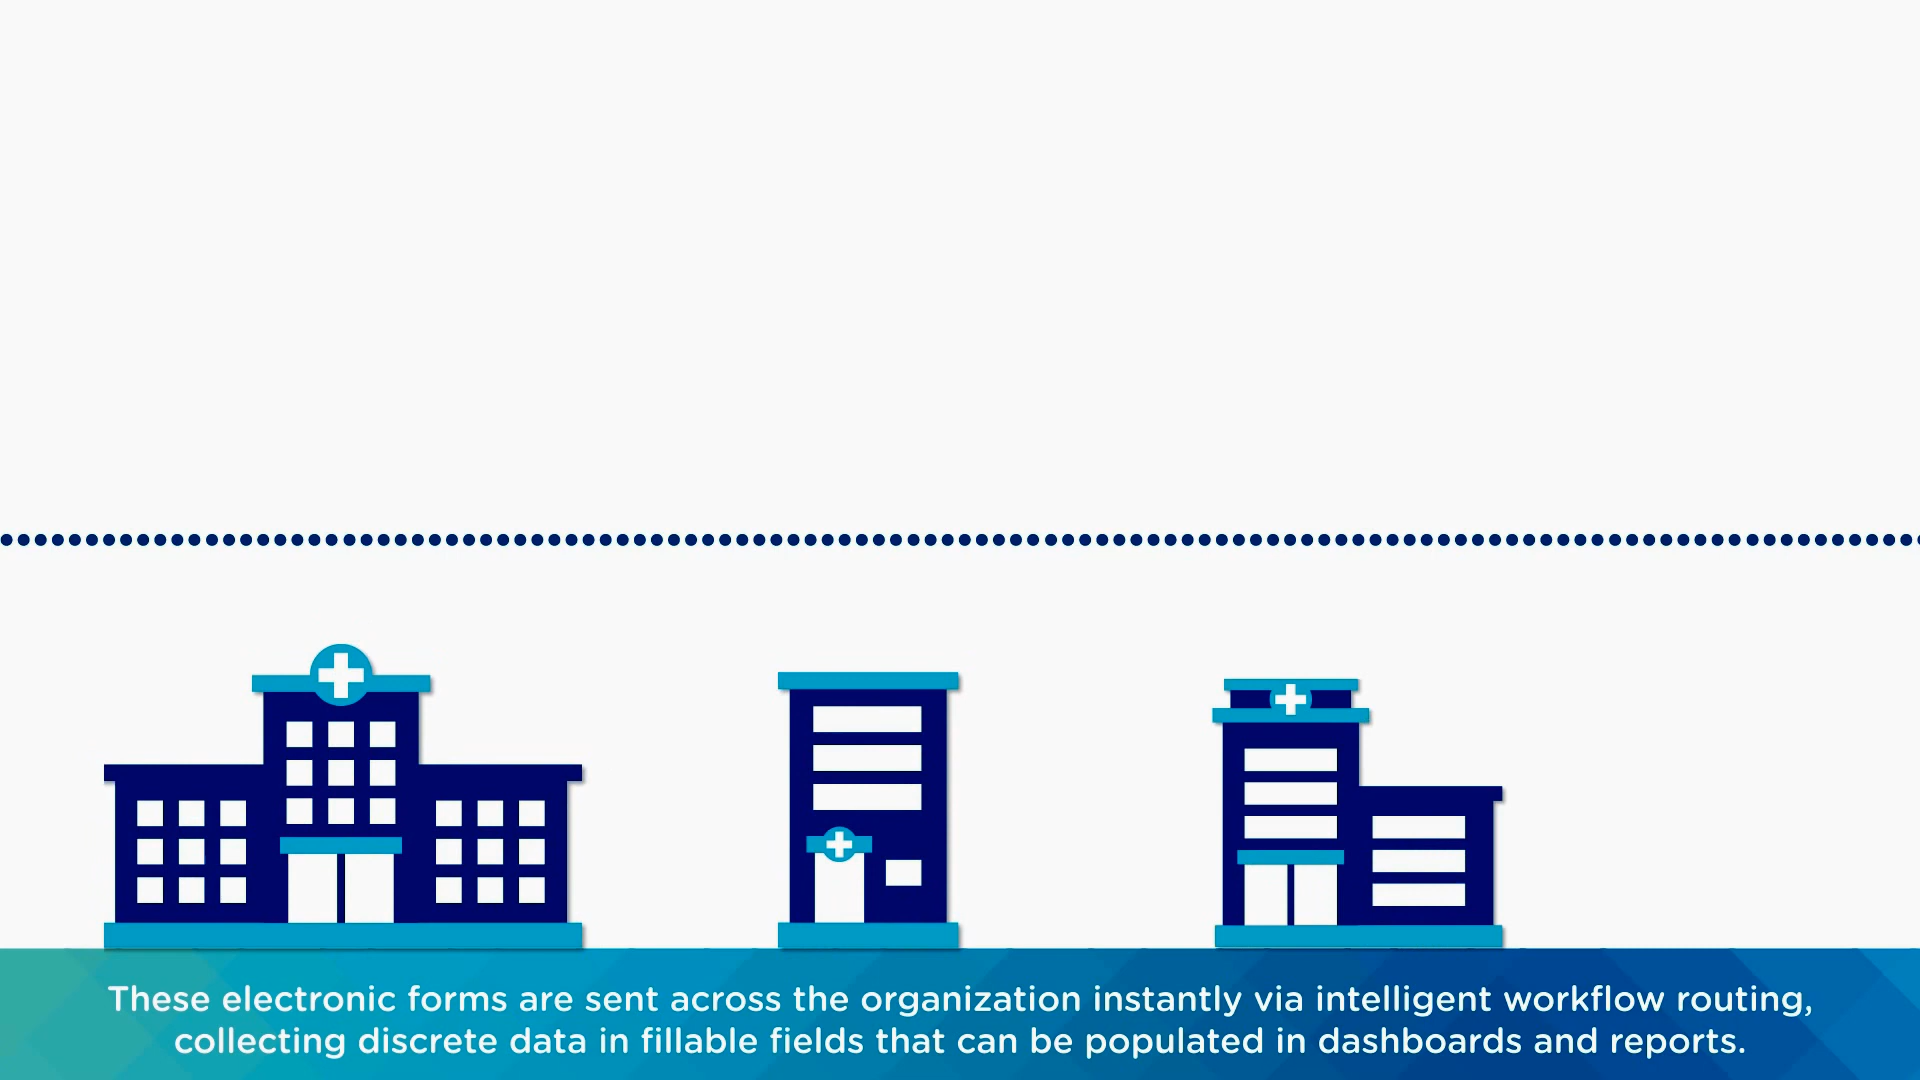 These electronic forms are sent across the organization instantly via intelligent workflow routing,
collecting discrete data in fillable fields that can be populated in dashboards and reports.